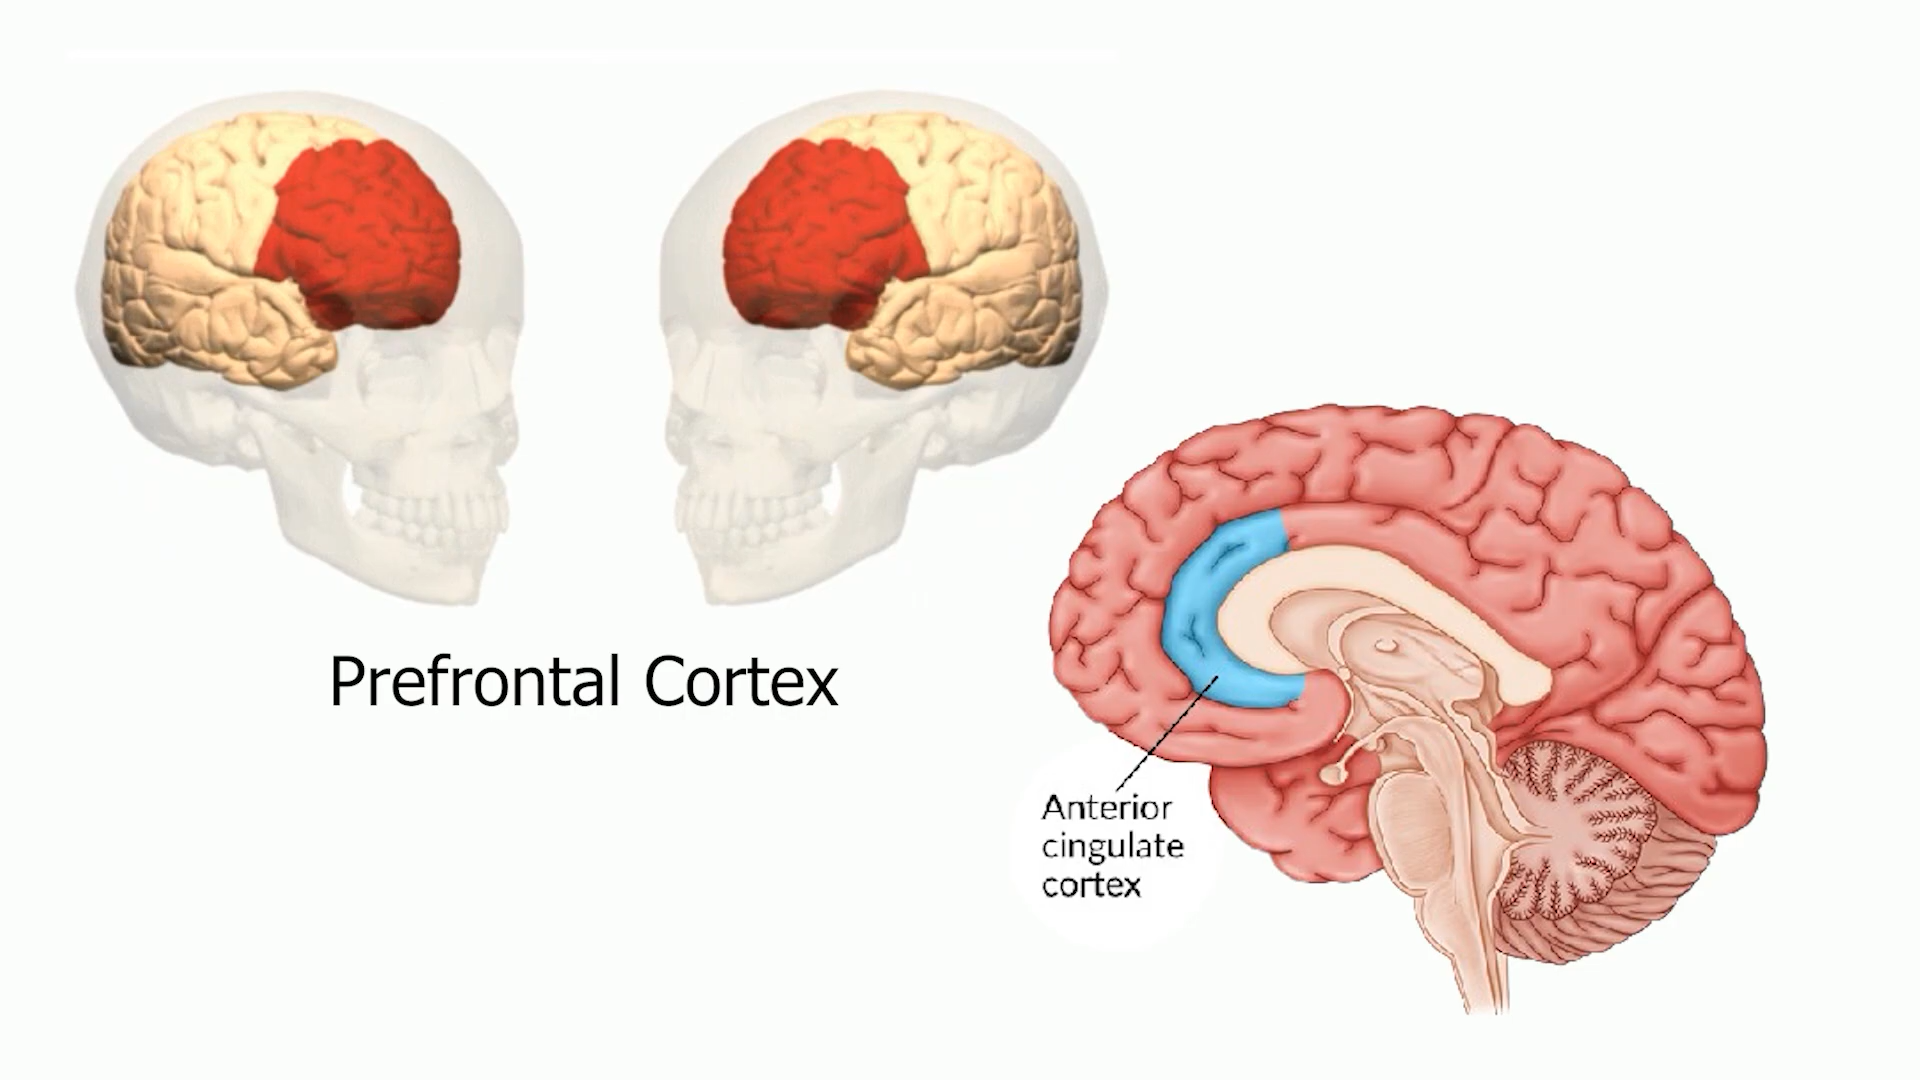 Prefrontal Cortex
Anterior
cingulate
cortex